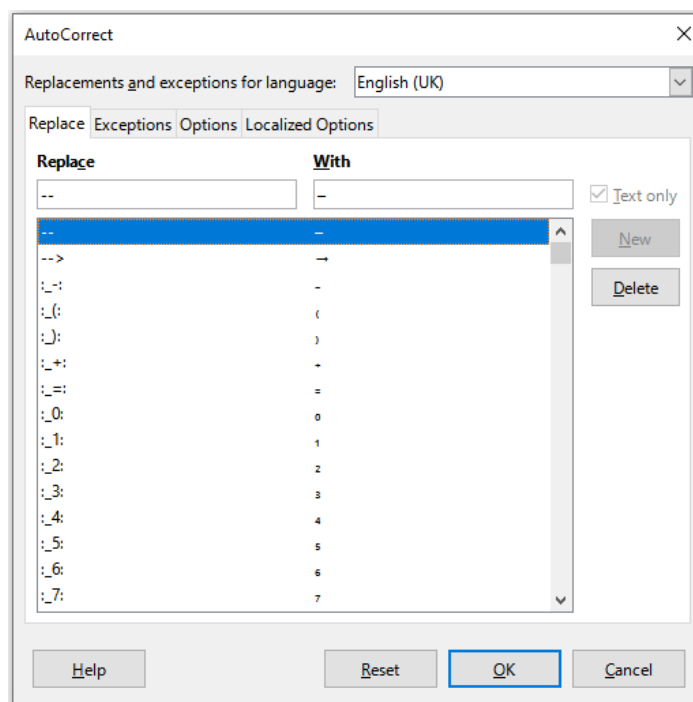 AutoCorrect
Replacements and exceptions for language: English (UK)
Replace Exceptions Options Localized Options
Replace With
-- – Text only
-- – New
--> → Delete
:_-: ₋
:_(: ₍
:_): ₎
:_+: ₊
:_=: ₌
:_0: ₀
:_1: ₁
:_2: ₂
:_3: ₃
:_4: ₄
:_5: ₅
:_6: ₆
:_7: ₇
Help Reset OK Cancel